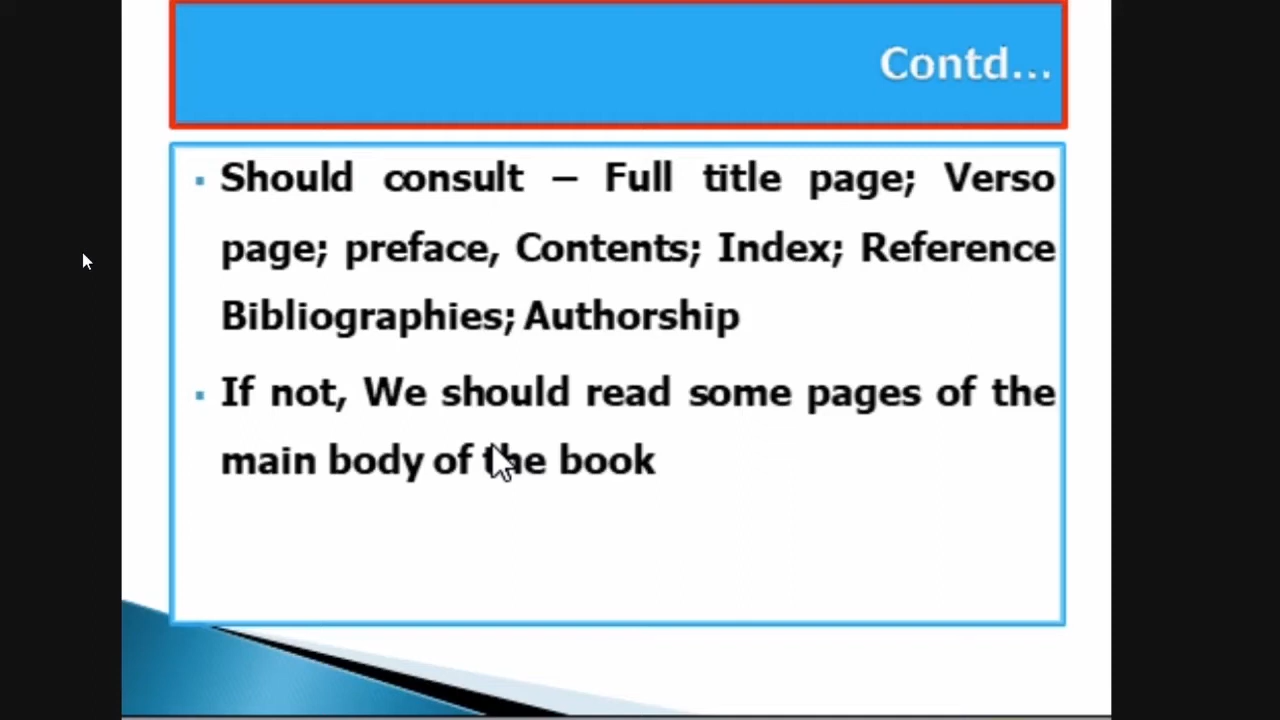 Contd...
Should consult – Full title page; Verso
page; preface, Contents; Index; Reference
Bibliographies; Authorship
If not, We should read some pages of the
main body of the book